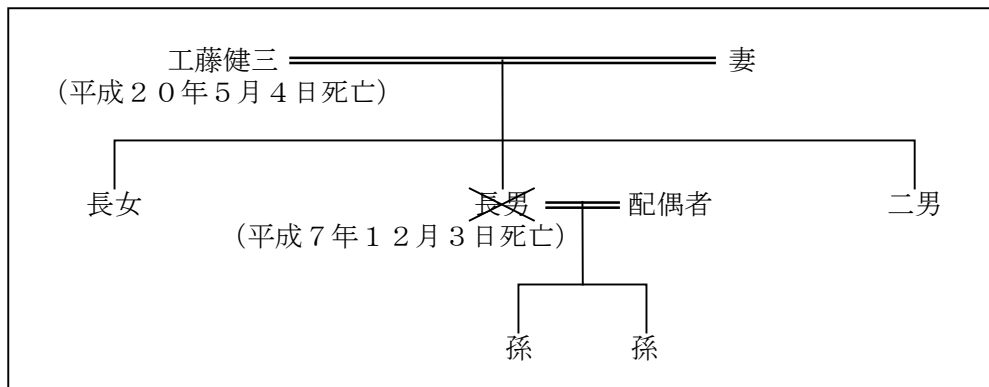 工藤健三 妻
（平成２０年５月４日死亡）
長女 長男 配偶者 二男
（平成７年１２月３日死亡）
孫 孫